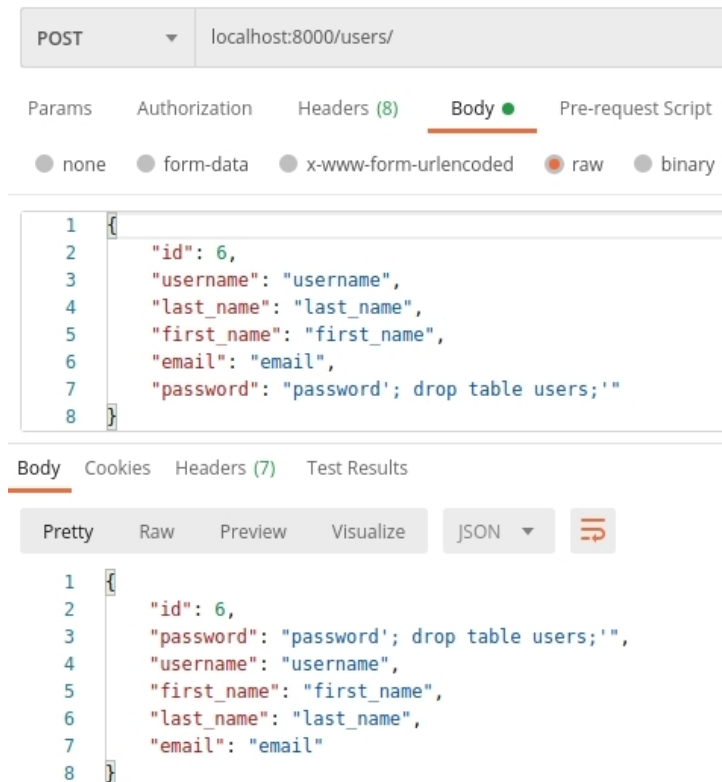 POST localhost:8000/users/
Params Authorization Headers (8) Body Pre-request Script
none form-data x-www-form-urlencoded raw binary
1 {
2 "id": 6,
3 "username": "username",
4 "last_name": "last_name",
5 "first_name": "first_name",
6 "email": "email",
7 "password": "password'; drop table users;'"
8 }
Body Cookies Headers (7) Test Results
Pretty Raw Preview Visualize JSON
1 {
2 "id": 6,
3 "password": "password'; drop table users;'",
4 "username": "username",
5 "first_name": "first_name",
6 "last_name": "last_name",
7 "email": "email"
8 }